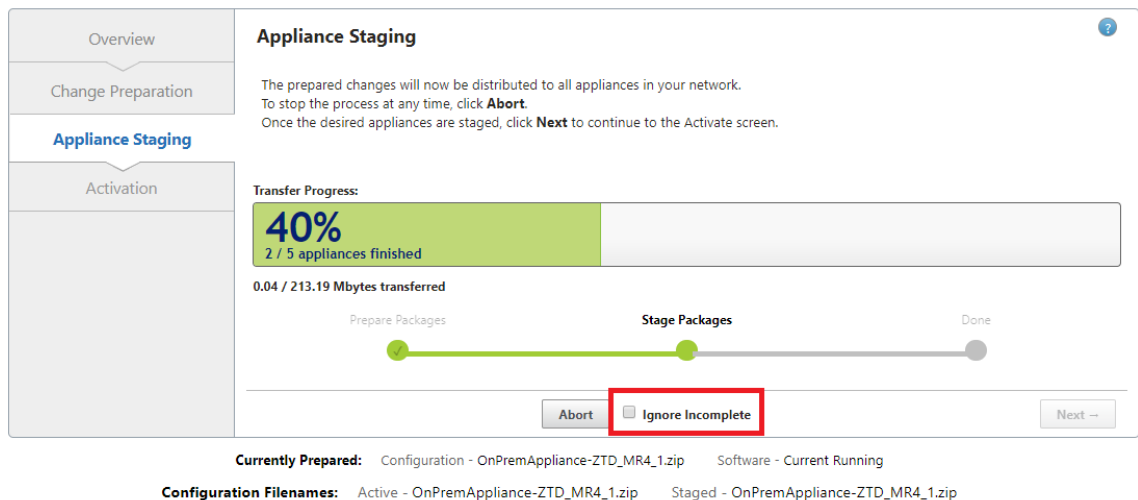 Overview
Change Preparation
Appliance Staging
Activation
Appliance Staging
?
The prepared changes will now be distributed to all appliances in your network.
To stop the process at any time, click Abort.
Once the desired appliances are staged, click Next to continue to the Activate screen.
Transfer Progress:
40%
2 / 5 appliances finished
0.04 / 213.19 Mbytes transferred
Prepare Packages Stage Packages Done
Abort Ignore Incomplete Next →
Currently Prepared: Configuration - OnPremAppliance-ZTD_MR4_1.zip Software - Current Running
Configuration Filenames: Active - OnPremAppliance-ZTD_MR4_1.zip Staged - OnPremAppliance-ZTD_MR4_1.zip